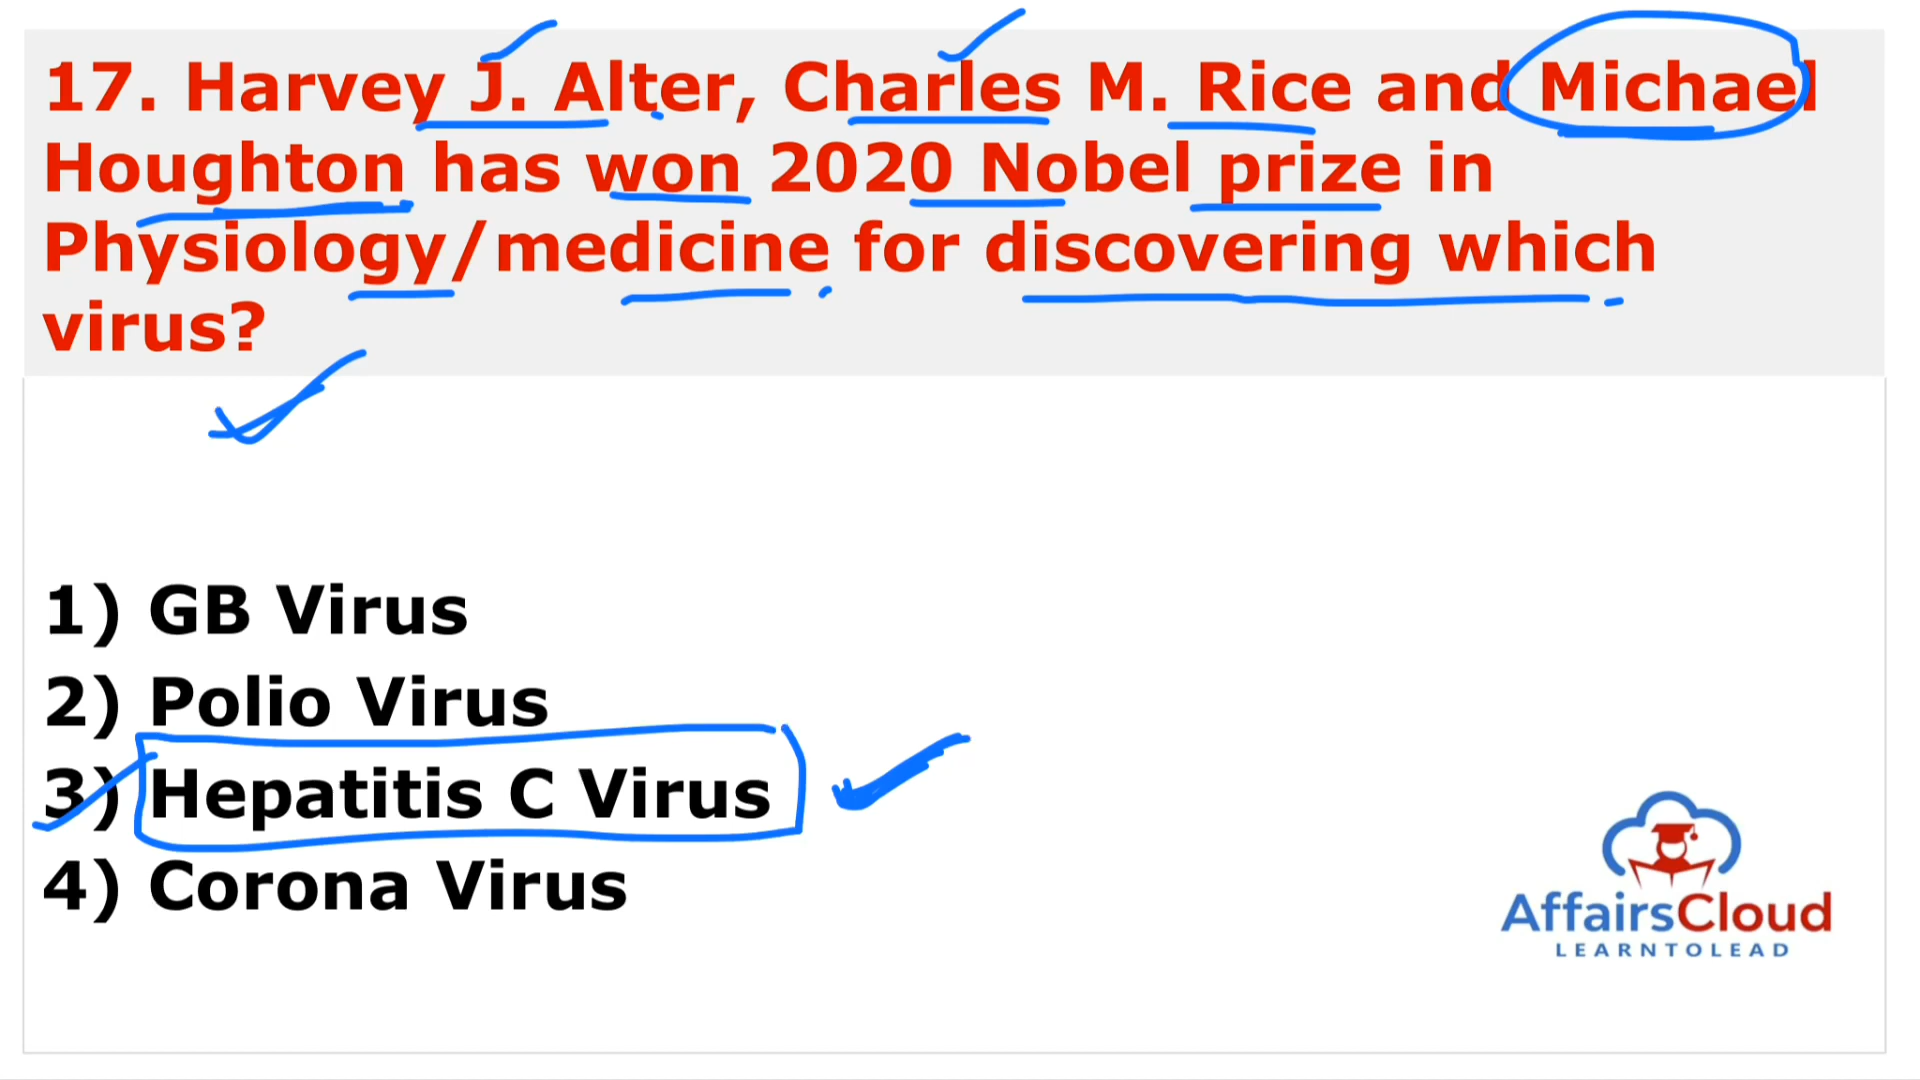 17. Harvey J. Alter, Charles M. Rice and Michael
Houghton has won 2020 Nobel prize in
Physiology/medicine for discovering which
virus?
1) GB Virus
2) Polio Virus
3) Hepatitis C Virus
4) Corona Virus
AffairsCloud
LEARNTOLEAD